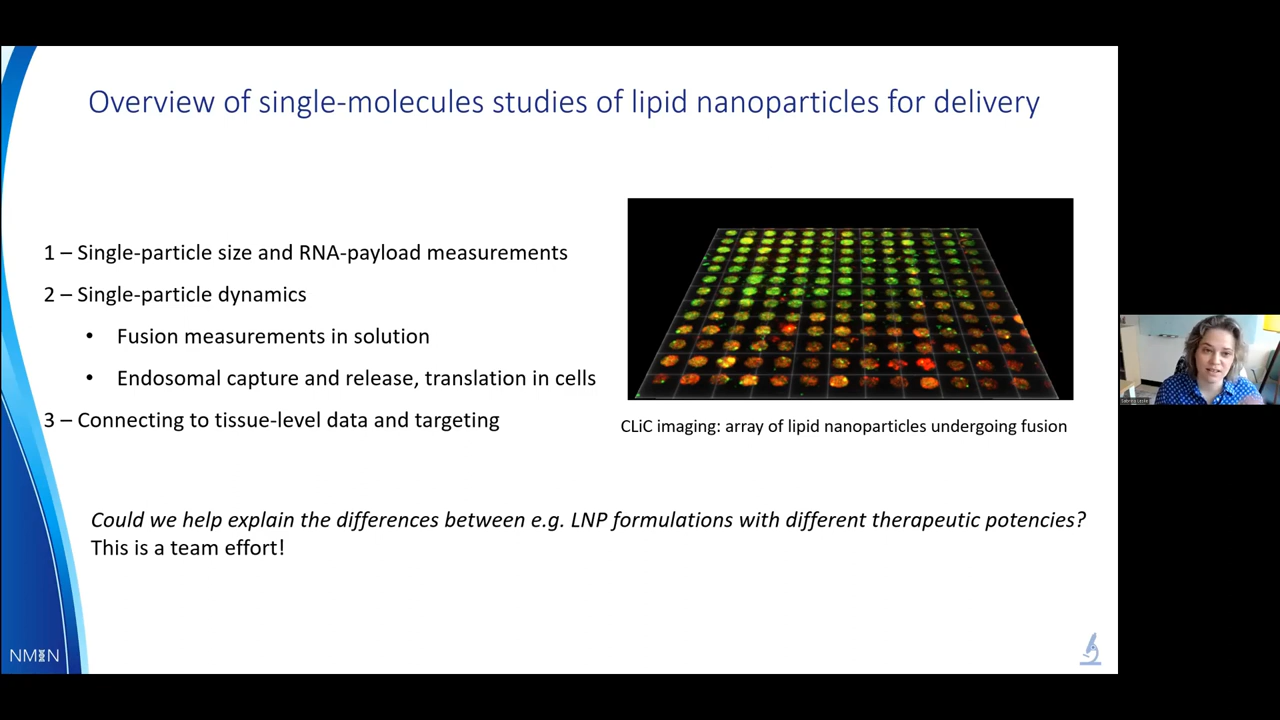 Overview of single-molecules studies of lipid nanoparticles for delivery
1 – Single-particle size and RNA-payload measurements
2 – Single-particle dynamics
• Fusion measurements in solution
• Endosomal capture and release, translation in cells
3 – Connecting to tissue-level data and targeting
CLiC imaging: array of lipid nanoparticles undergoing fusion
Could we help explain the differences between e.g. LNP formulations with different therapeutic potencies?
This is a team effort!
NMIN
Sabrina Leslie